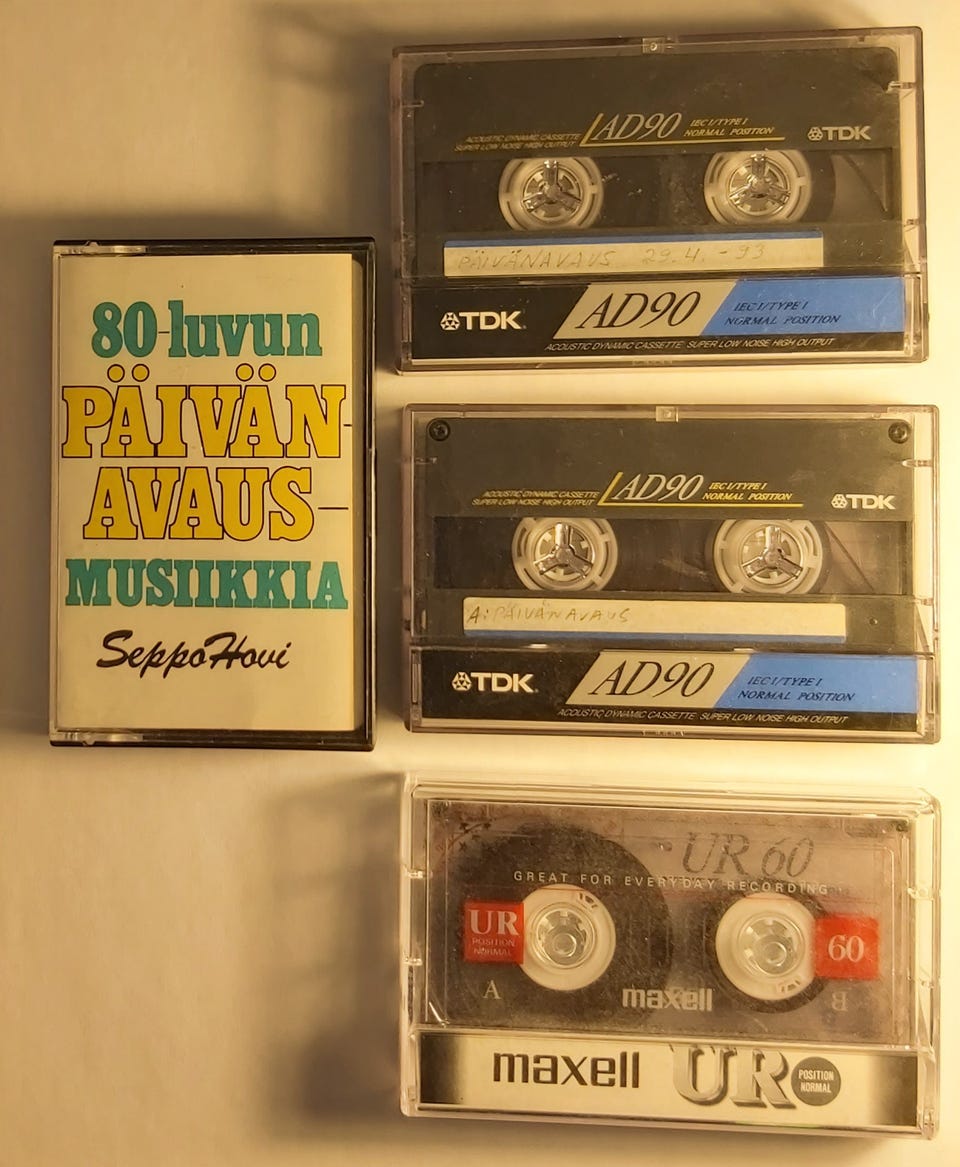 80-luvun
PÄIVÄN-
AVAUS-
MUSIIKKIA
Seppo Hovi
ACOUSTIC DYNAMIC CASSETTE
SUPER LOW NOISE HIGH OUTPUT
AD90
IEC I/TYPE I
NORMAL POSITION
TDK
PÄIVÄNAVAUS 29.4.-93
TDK
AD90
IEC I/TYPE I
NORMAL POSITION
ACOUSTIC DYNAMIC CASSETTE SUPER LOW NOISE HIGH OUTPUT
ACOUSTIC DYNAMIC CASSETTE
SUPER LOW NOISE HIGH OUTPUT
AD90
IEC I/TYPE I
NORMAL POSITION
TDK
A: PÄIVÄNAVAUS
TDK
AD90
IEC I/TYPE I
NORMAL POSITION
ACOUSTIC DYNAMIC CASSETTE SUPER LOW NOISE HIGH OUTPUT
UR 60
GREAT FOR EVERYDAY RECORDING
UR
POSITION
NORMAL
60
A
maxell
B
maxell
UR
POSITION
NORMAL